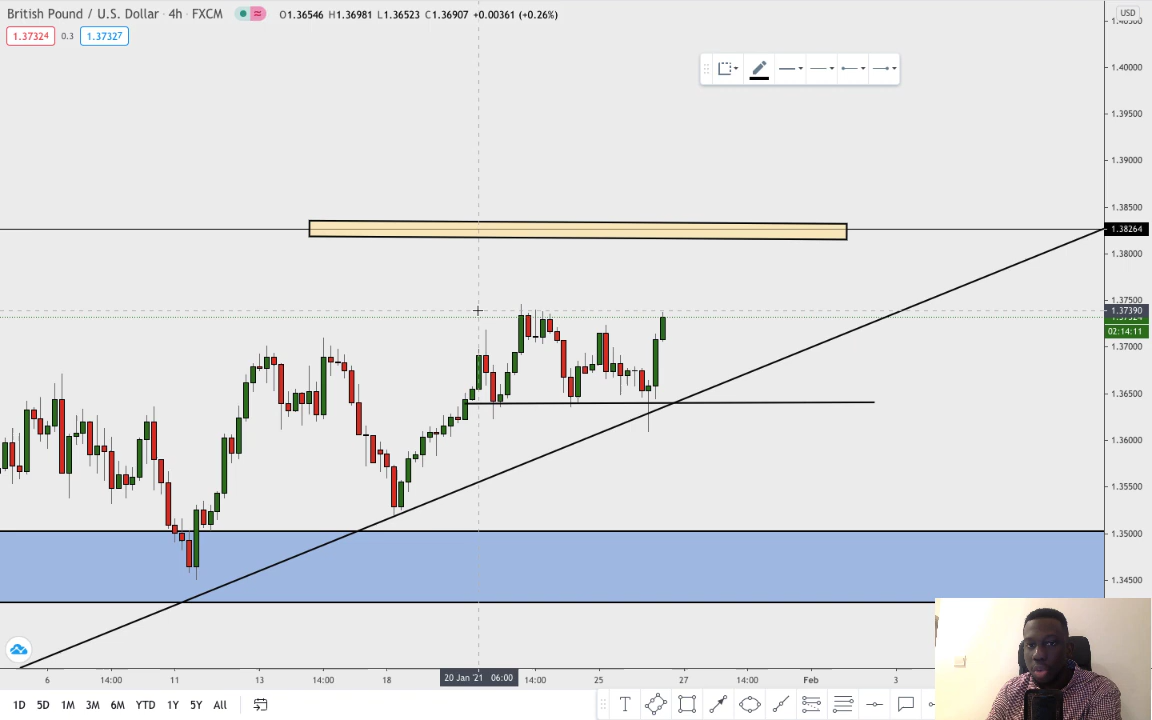 British Pound / U.S. Dollar · 4h · FXCM
O1.36546 H1.36981 L1.36523 C1.36907 +0.00361 (+0.26%)
1.37324 0.3 1.37327
USD
1.40000
1.39500
1.39000
1.38500
1.38264
1.38000
1.37500
1.37390
02:14:11
1.37000
1.36500
1.36000
1.35500
1.35000
1.34500
6 14:00 11 13 14:00 18 20 Jan '21 06:00 14:00 25 27 14:00 Feb 3
1D 5D 1M 3M 6M YTD 1Y 5Y All